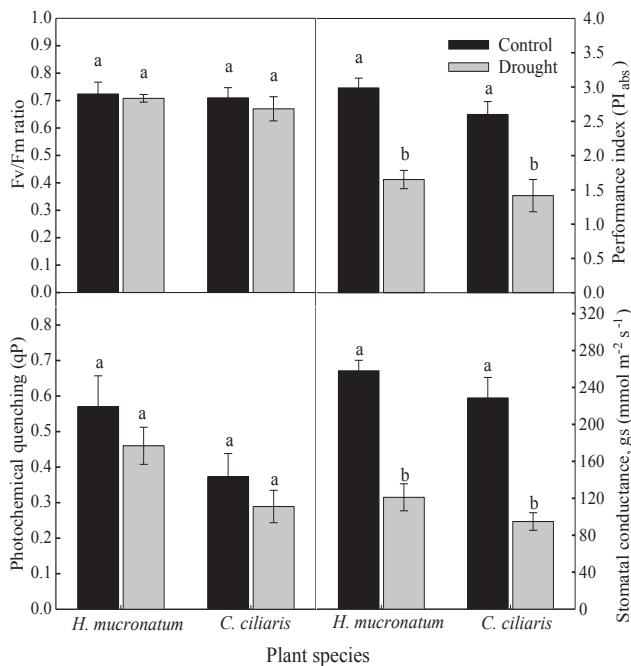 1.0
0.9
0.8
0.7
0.6
0.5
0.4
0.3
0.2
0.1
0.0
Fv/Fm ratio
a
a
a
a
Control
Drought
a
b
a
b
4.0
3.5
3.0
2.5
2.0
1.5
1.0
0.5
0.0
Performance index (PIabs)
0.8
0.7
0.6
0.5
0.4
0.3
0.2
0.1
0.0
Photochemical quenching (qP)
a
a
a
a
a
b
a
b
320
280
240
200
160
120
80
40
0
Stomatal conductance, gs (mmol m⁻² s⁻¹)
H. mucronatum C. ciliaris H. mucronatum C. ciliaris
Plant species